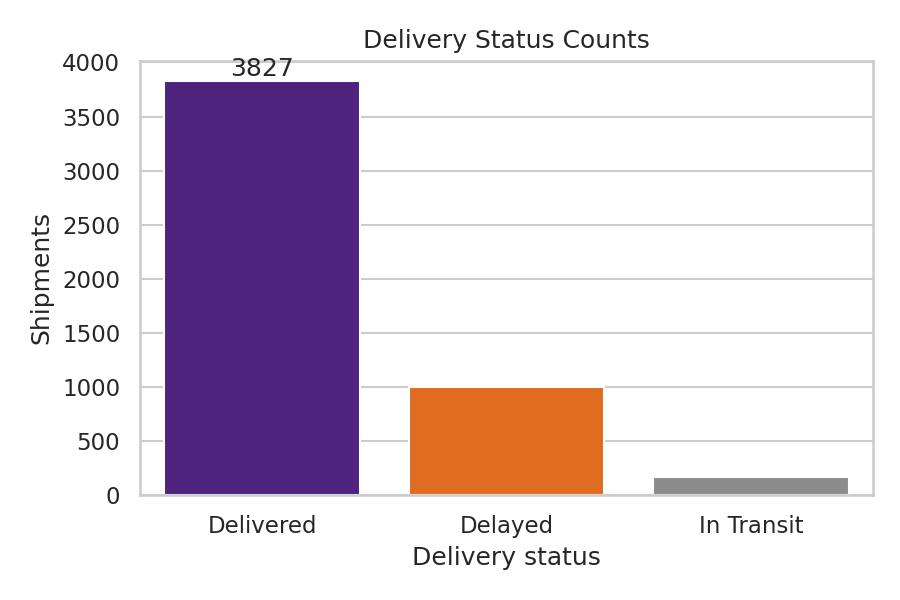 Delivery Status Counts
3827
4000
3500
3000
2500
2000
1500
1000
500
0
Shipments
Delivered
Delayed
In Transit
Delivery status